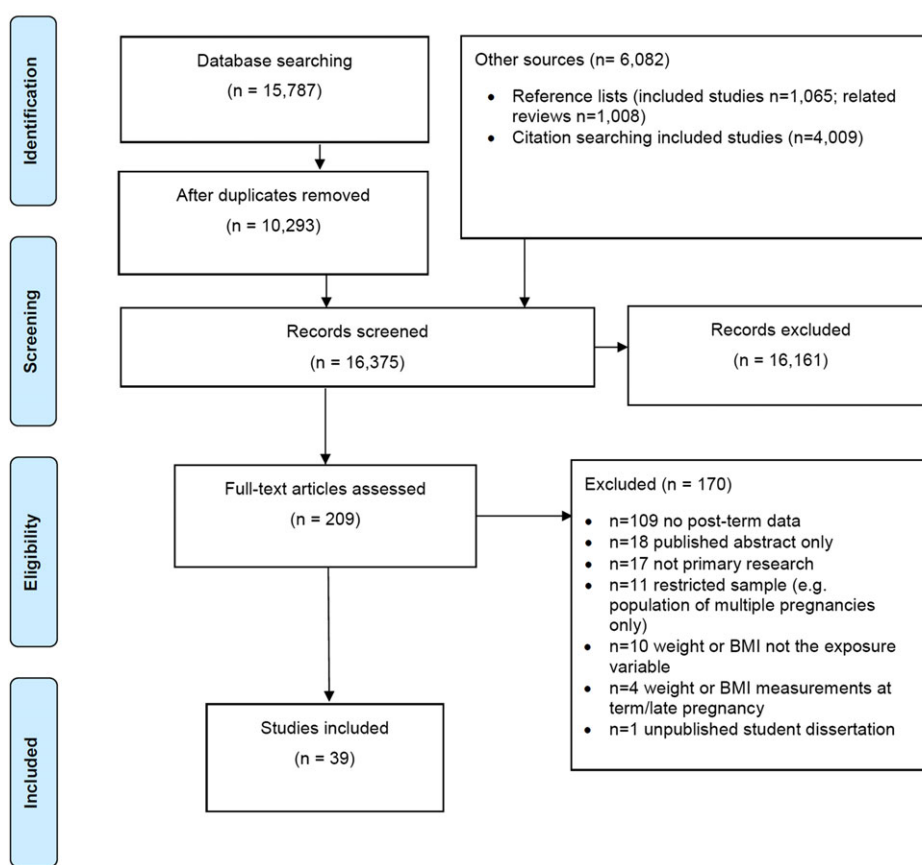 Identification
Database searching
(n = 15,787)
Other sources (n= 6,082)
• Reference lists (included studies n=1,065; related
reviews n=1,008)
• Citation searching included studies (n=4,009)
After duplicates removed
(n = 10,293)
Screening
Records screened
(n = 16,375)
Records excluded
(n = 16,161)
Eligibility
Full-text articles assessed
(n = 209)
Excluded (n = 170)
• n=109 no post-term data
• n=18 published abstract only
• n=17 not primary research
• n=11 restricted sample (e.g.
population of multiple pregnancies
only)
• n=10 weight or BMI not the exposure
variable
• n=4 weight or BMI measurements at
term/late pregnancy
• n=1 unpublished student dissertation
Included
Studies included
(n = 39)